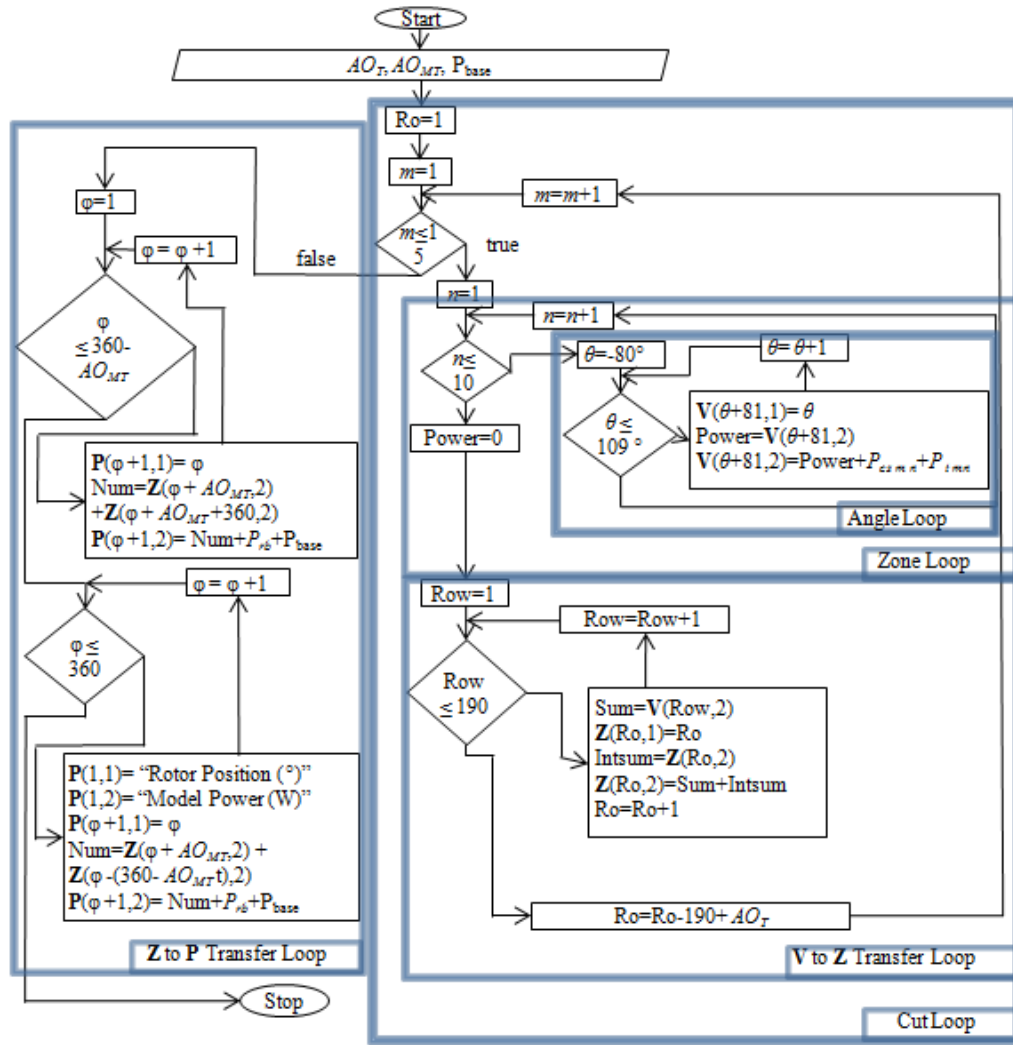 Start
AO_T, AO_MT, P_base
Ro=1
m=1
m=m+1
m≤1
5
true
false
n=1
n=n+1
n≤
10
θ=-80°
θ= θ+1
θ ≤
109 °
V(θ+81,1)= θ
Power=V(θ+81,2)
V(θ+81,2)=Power+P_cs m n+P_t m n
Angle Loop
Power=0
Zone Loop
Row=1
Row=Row+1
Row
≤ 190
Sum=V(Row,2)
Z(Ro,1)=Ro
Intsum=Z(Ro,2)
Z(Ro,2)=Sum+Intsum
Ro=Ro+1
Ro=Ro-190+AO_T
V to Z Transfer Loop
Cut Loop
φ=1
φ= φ +1
φ
≤ 360-
AO_MT
P(φ +1,1)= φ
Num=Z(φ + AO_MT,2)
+Z(φ + AO_MT+360,2)
P(φ +1,2)= Num+P_rb+P_base
φ = φ +1
φ ≤
360
P(1,1)= “Rotor Position (°)”
P(1,2)= “Model Power (W)”
P(φ +1,1)= φ
Num=Z(φ + AO_MT,2) +
Z(φ -(360- AO_MTt),2)
P(φ +1,2)= Num+P_rb+P_base
Z to P Transfer Loop
Stop